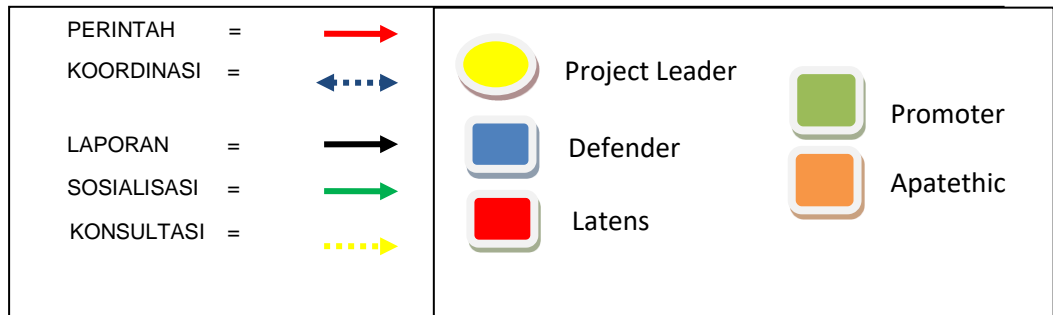 PERINTAH =
KOORDINASI =
LAPORAN =
SOSIALISASI =
KONSULTASI =
Project Leader
Defender
Latens
Promoter
Apatethic